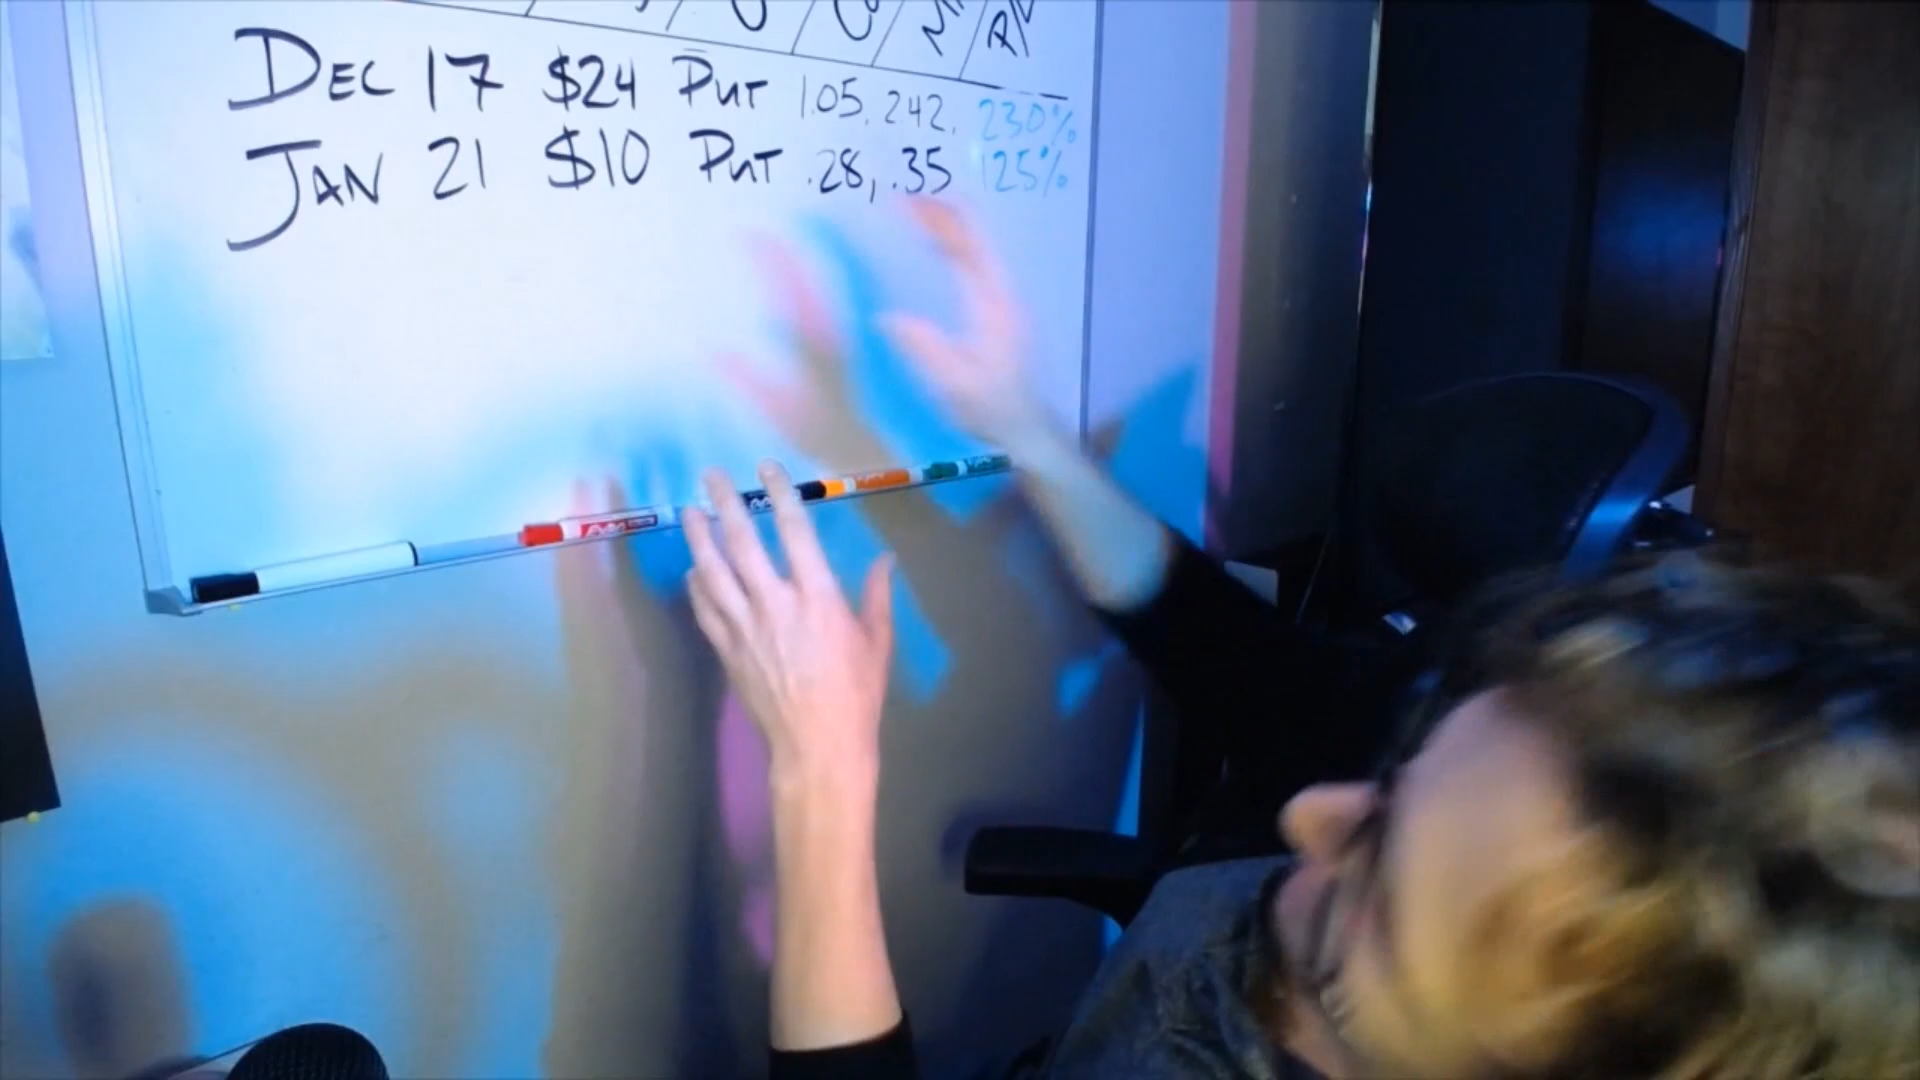 DEC 17 $24 PUT 1.05, 2.42, 230%
JAN 21 $10 PUT .28, .35 125%